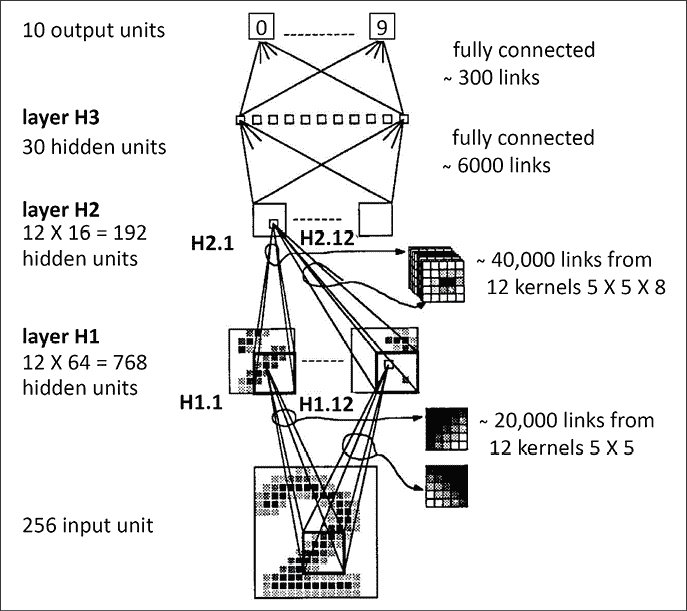 10 output units
0
9
fully connected
~ 300 links
layer H3
30 hidden units
fully connected
~ 6000 links
layer H2
12 X 16 = 192
hidden units
H2.1
H2.12
~ 40,000 links from
12 kernels 5 X 5 X 8
layer H1
12 X 64 = 768
hidden units
H1.1
H1.12
~ 20,000 links from
12 kernels 5 X 5
256 input unit